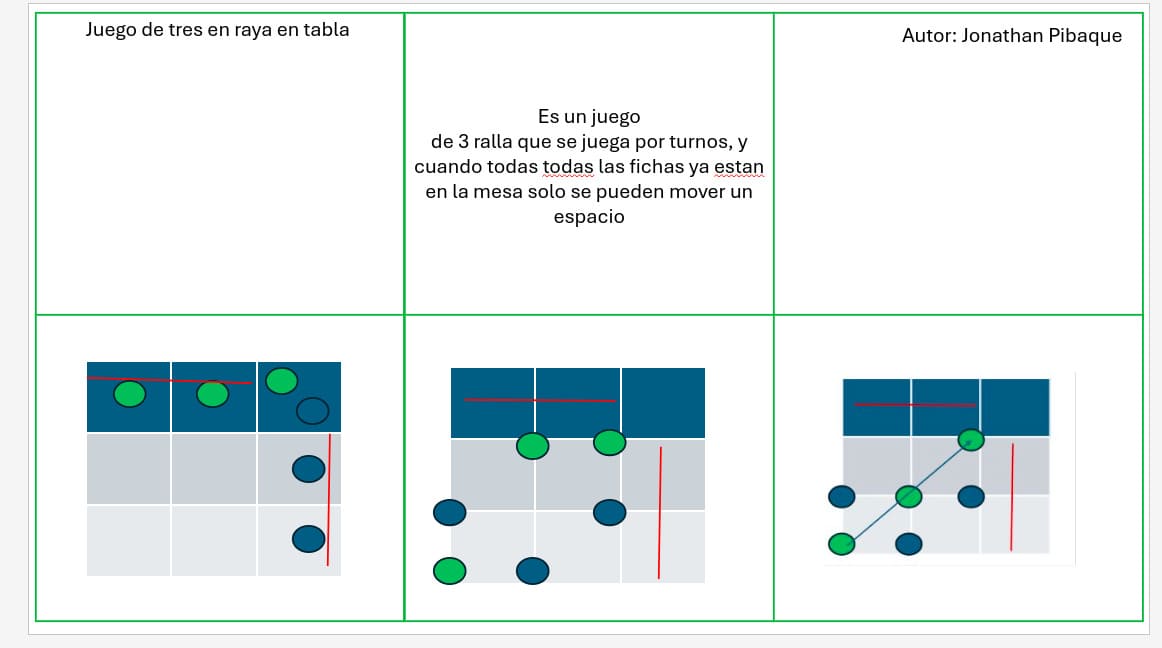 Juego de tres en raya en tabla
Es un juego
de 3 ralla que se juega por turnos, y
cuando todas todas las fichas ya estan
en la mesa solo se pueden mover un
espacio
Autor: Jonathan Pibaque